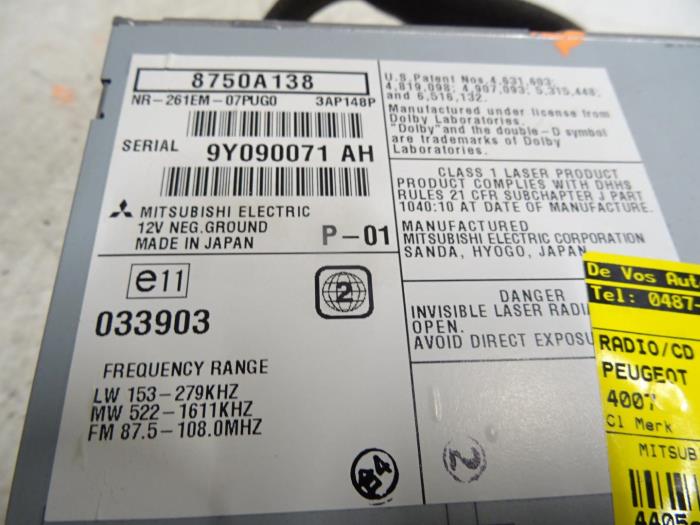 8750A138
NR-261EM-07PUG0 3AP148P
SERIAL 9Y090071 AH
MITSUBISHI ELECTRIC
12V NEG.GROUND
MADE IN JAPAN P-01
e11
2
033903
FREQUENCY RANGE
LW 153-279KHZ
MW 522-1611KHZ
FM 87.5-108.0MHZ
U.S.Patent Nos.4,631,603;
4,819,098; 4,907,093; 5,315,448;
and 6,516,132.
Manufactured under license from
Dolby Laboratories.
"Dolby"and the double-D symbol
are trademarks of Dolby
Laboratories.
CLASS 1 LASER PRODUCT
PRODUCT COMPLIES WITH DHHS
RULES 21 CFR SUBCHAPTER J PART
1040:10 AT DATE OF MANUFACTURE.
MANUFACTURED
MITSUBISHI ELECTRIC CORPORATION
SANDA, HYOGO, JAPAN
DANGER
INVISIBLE LASER RADI
OPEN.
AVOID DIRECT EXPOSU
2
De Vos Aut
Tel: 0487-
RADIO/CD
PEUGEOT
4007
Cl Merk
MITSUB
4405